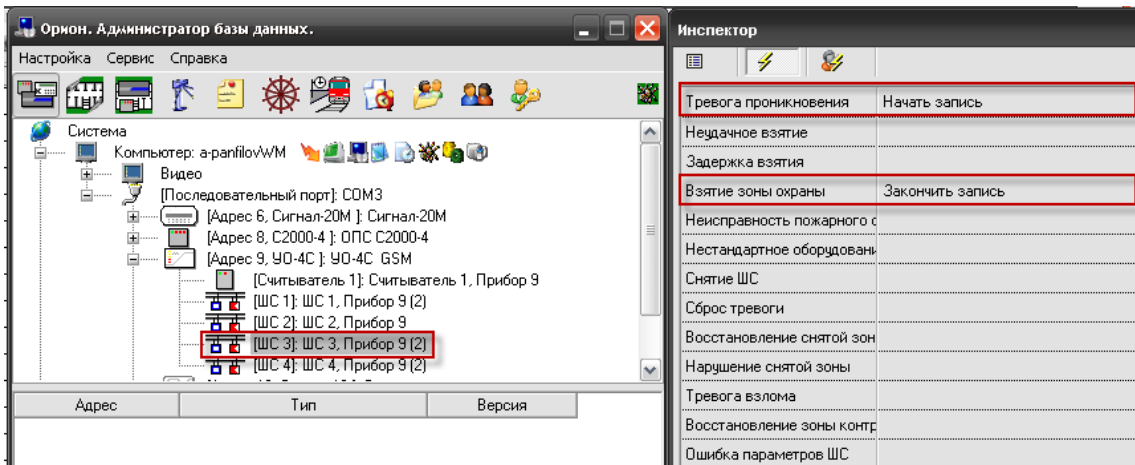 Орион. Администратор базы данных.
Настройка Сервис Справка
Система
Компьютер: a-panfilovWM
Видео
[Последовательный порт]: COM3
[Адрес 6, Сигнал-20М ]: Сигнал-20М
[Адрес 8, С2000-4 ]: ОПС С2000-4
[Адрес 9, УО-4С ]: УО-4С GSM
[Считыватель 1]: Считыватель 1, Прибор 9
[ШС 1]: ШС 1, Прибор 9 (2)
[ШС 2]: ШС 2, Прибор 9
[ШС 3]: ШС 3, Прибор 9 (2)
[ШС 4]: ШС 4, Прибор 9 (2)
Адрес Тип Версия
Инспектор
Тревога проникновения Начать запись
Неудачное взятие
Задержка взятия
Взятие зоны охраны Закончить запись
Неисправность пожарного о
Нестандартное оборудовани
Снятие ШС
Сброс тревоги
Восстановление снятой зон
Нарушение снятой зоны
Тревога взлома
Восстановление зоны контр
Ошибка параметров ШС